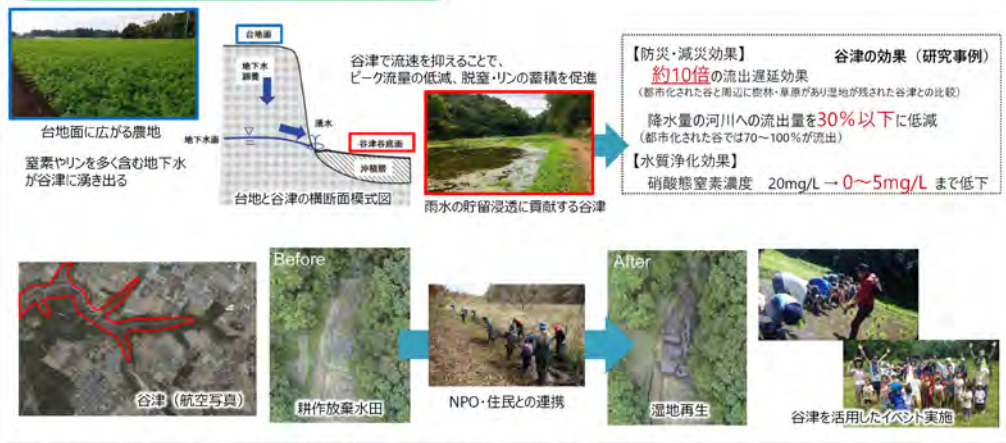 台地面に広がる農地
窒素やリンを多く含む地下水
が谷津に湧き出る
台地面
地下水
涵養
湧水
地下水面
谷津谷底面
沖積層
台地と谷津の横断面模式図
谷津で流速を抑えることで、
ピーク流量の低減、脱窒・リンの蓄積を促進
雨水の貯留浸透に貢献する谷津
【防災・減災効果】 谷津の効果（研究事例）
約10倍の流出遅延効果
（都市化された谷と周辺に樹林・草原があり湿地が残された谷津との比較）
降水量の河川への流出量を30％以下に低減
（都市化された谷では70～100％が流出）
【水質浄化効果】
硝酸態窒素濃度 20mg/L → 0～5mg/L まで低下
谷津（航空写真）
Before
耕作放棄水田
NPO・住民との連携
After
湿地再生
谷津を活用したイベント実施